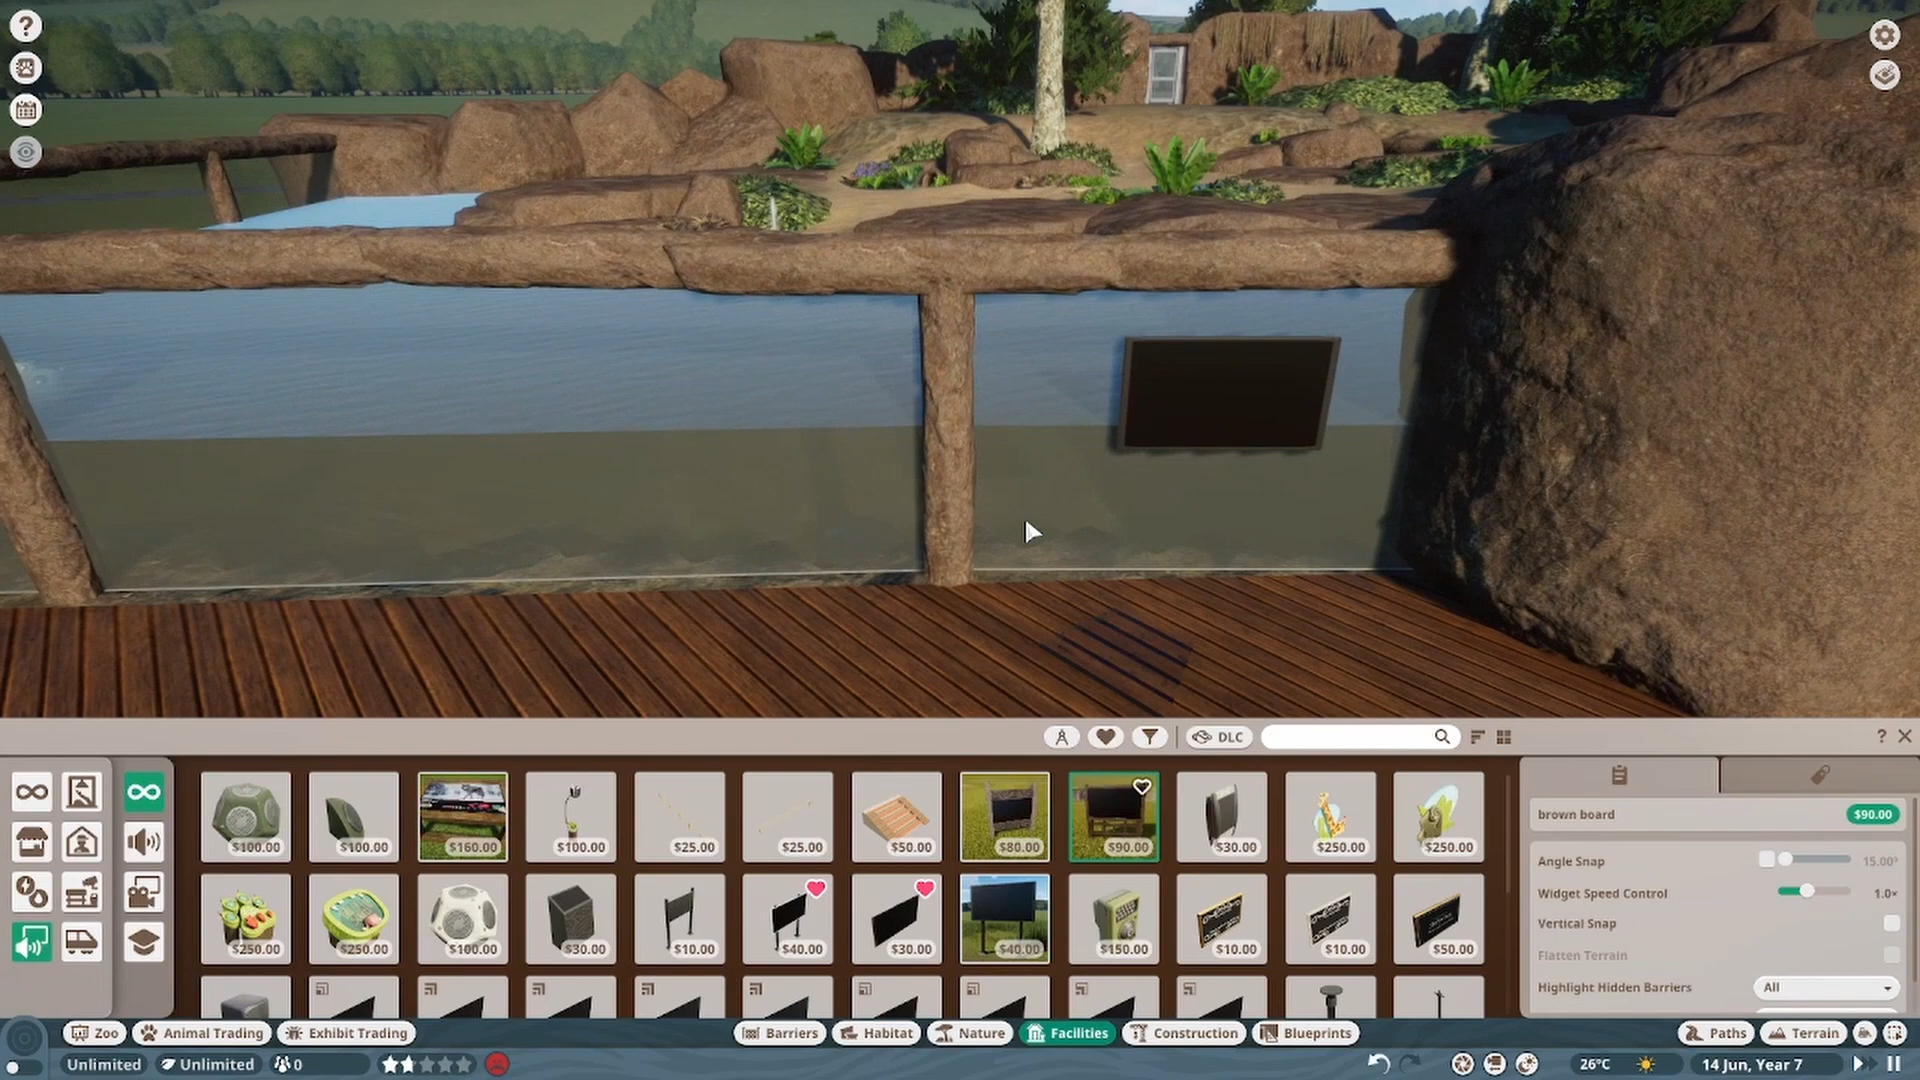 DLC
$100.00
$100.00
$160.00
$100.00
$25.00
$25.00
$50.00
$80.00
$90.00
$30.00
$250.00
$250.00
$250.00
$250.00
$100.00
$30.00
$10.00
$40.00
$30.00
$40.00
$150.00
$10.00
$10.00
$50.00
brown board
$90.00
Angle Snap
15.00°
Widget Speed Control
1.0×
Vertical Snap
Flatten Terrain
Highlight Hidden Barriers
All
Zoo
Animal Trading
Exhibit Trading
Barriers
Habitat
Nature
Facilities
Construction
Blueprints
Paths
Terrain
Unlimited
Unlimited
0
26°C
14 Jun, Year 7